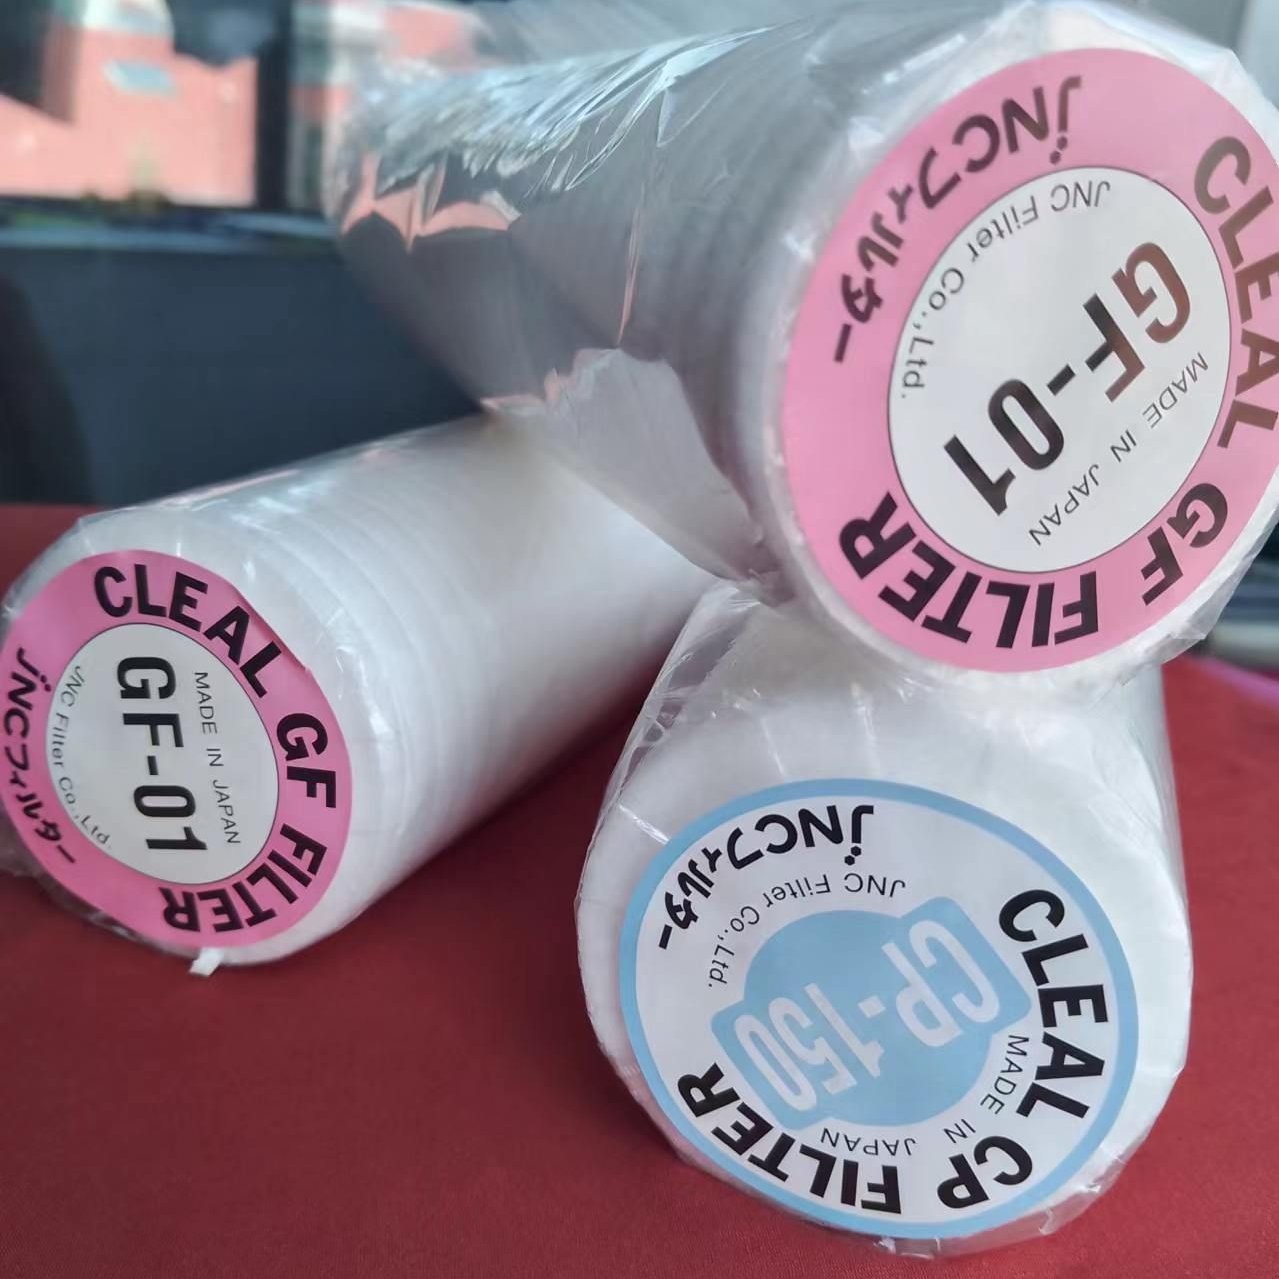 CLEAL GF FILTER
JNCフィルター
JNC Filter Co.,Ltd.
GF-01
MADE IN JAPAN
CLEAL GF FILTER
JNCフィルター
JNC Filter Co.,Ltd.
GF-01
MADE IN JAPAN
CLEAL CP FILTER
JNCフィルター
JNC Filter Co.,Ltd.
CP-150
MADE IN JAPAN